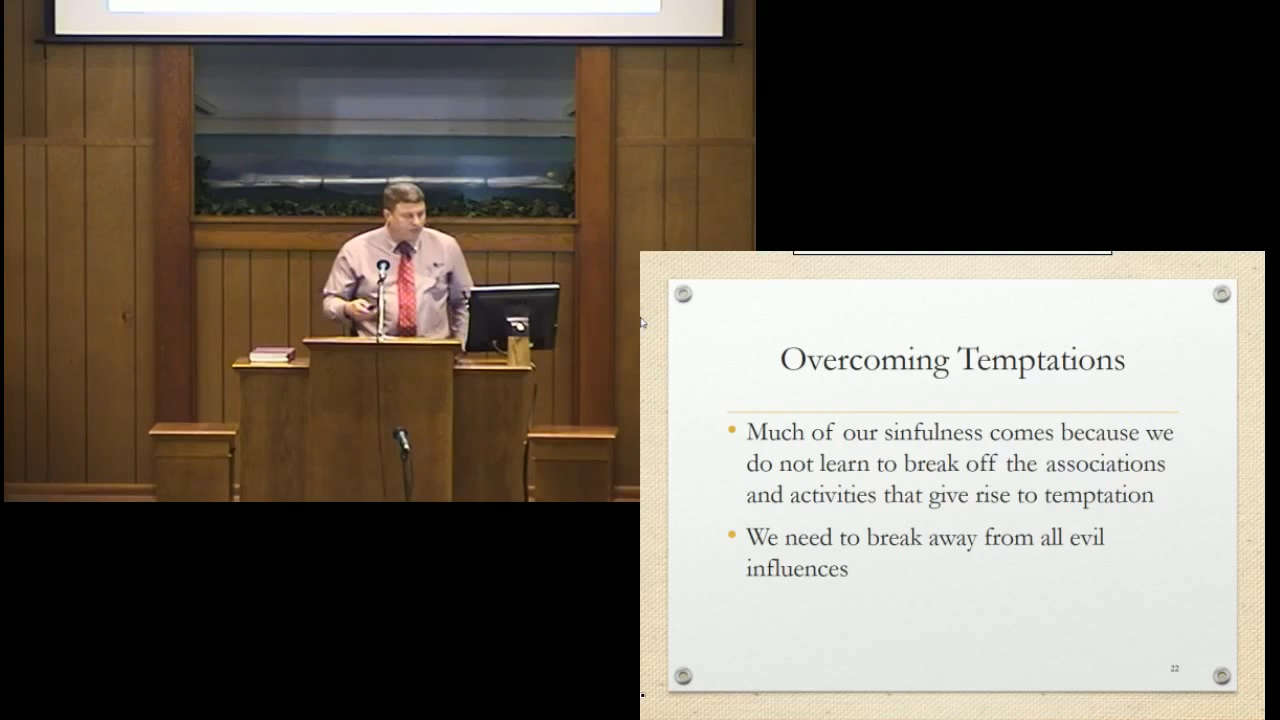 Overcoming Temptations
Much of our sinfulness comes because we
do not learn to break off the associations
and activities that give rise to temptation
We need to break away from all evil
influences
22